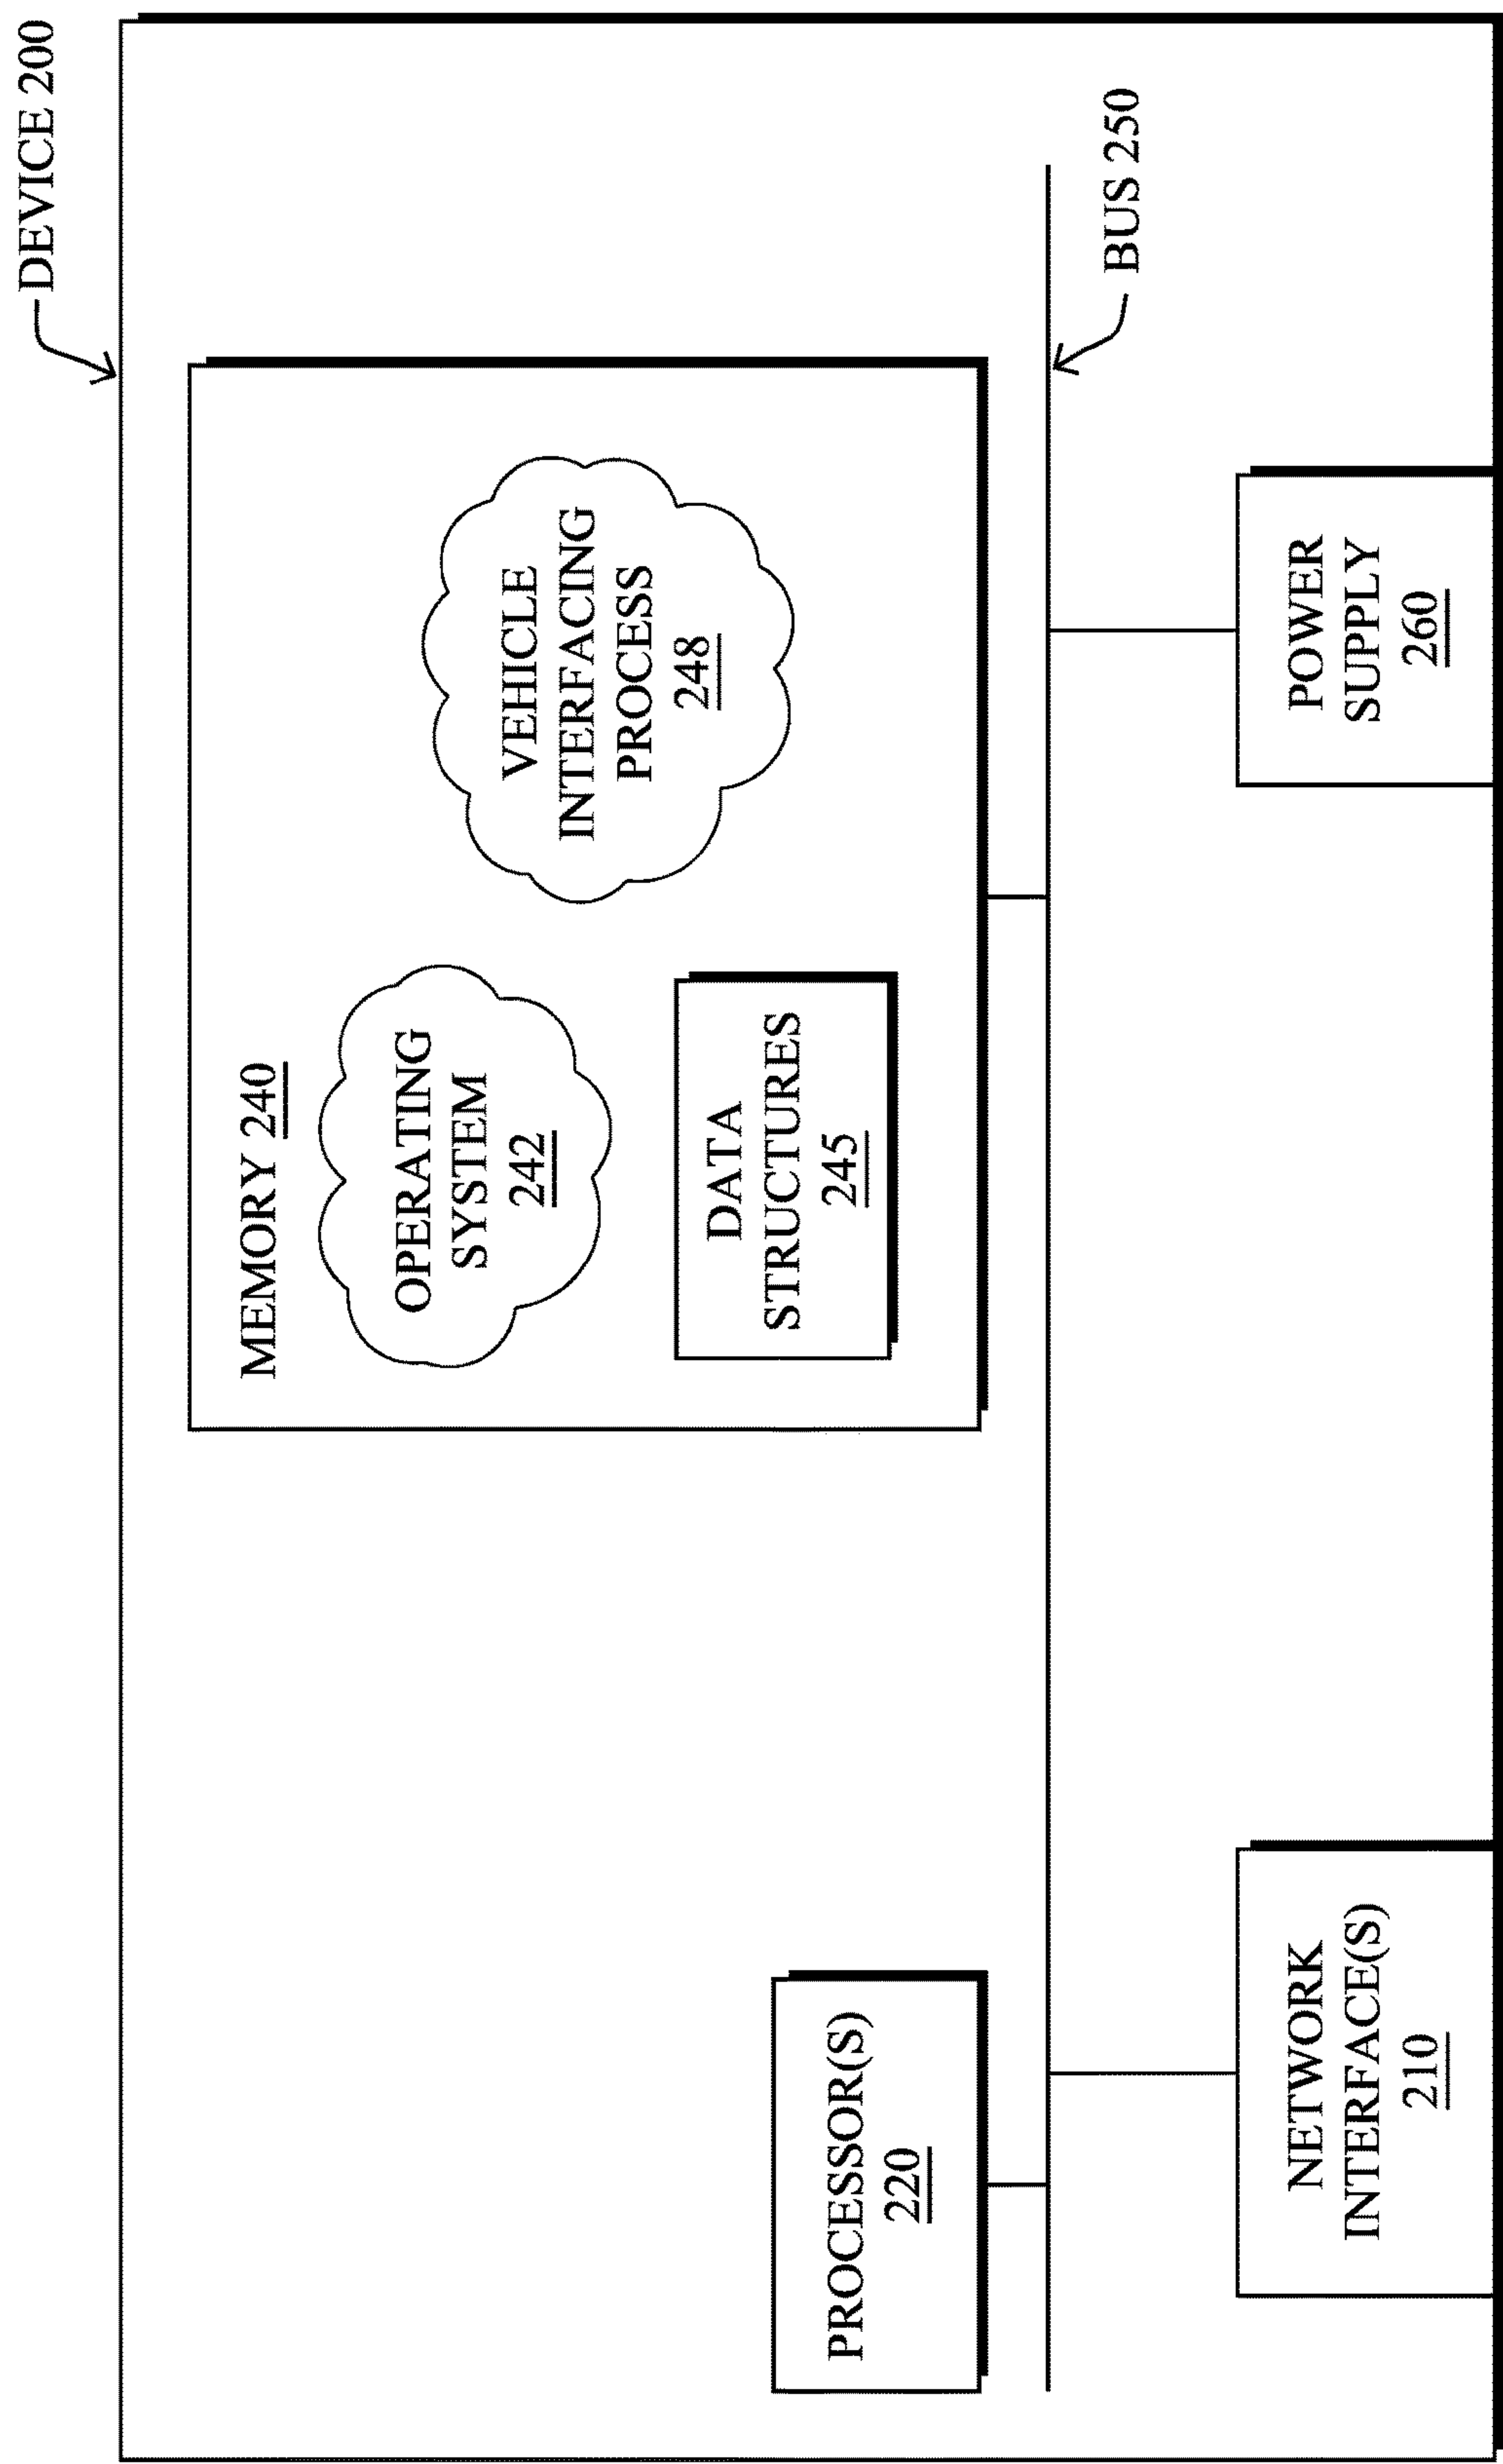 DEVICE 200
MEMORY 240
OPERATING
SYSTEM
242
DATA
STRUCTURES
245
VEHICLE
INTERFACING
PROCESS
248
PROCESSOR(S)
220
BUS 250
NETWORK
INTERFACE(S)
210
POWER
SUPPLY
260